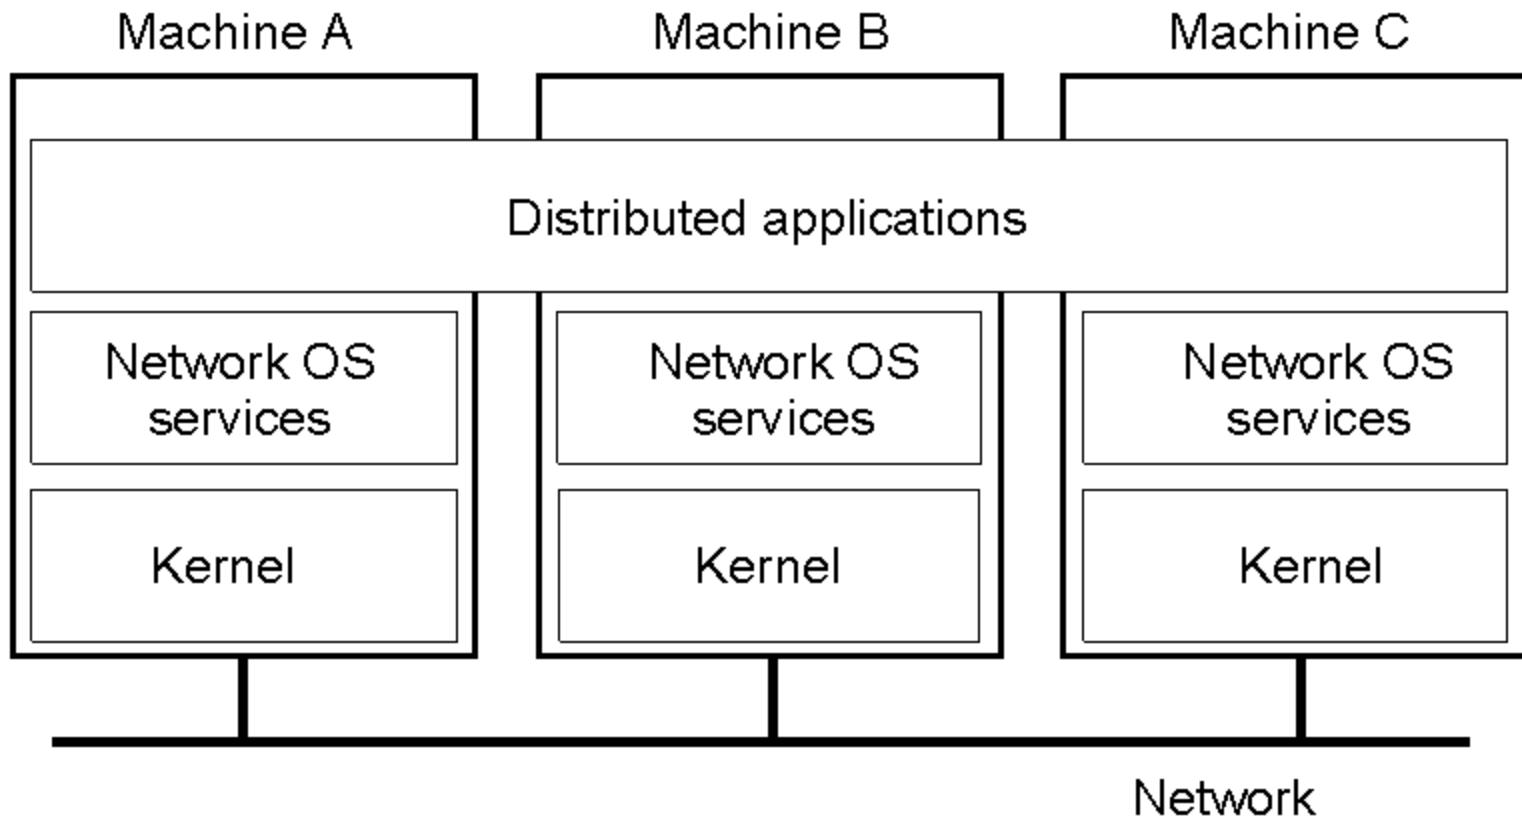 Machine A
Machine B
Machine C
Distributed applications
Network OS
services
Network OS
services
Network OS
services
Kernel
Kernel
Kernel
Network